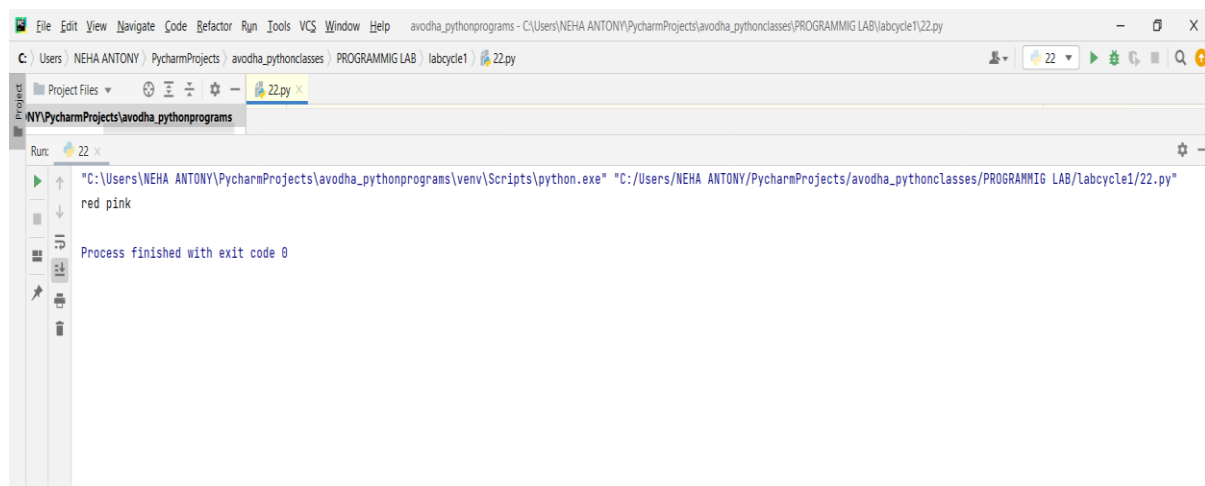 File Edit View Navigate Code Refactor Run Tools VCS Window Help avodha_pythonprograms - C:\Users\NEHA ANTONY\PycharmProjects\avodha_pythonclasses\PROGRAMMIG LAB\labcycle1\22.py
C: Users NEHA ANTONY PycharmProjects avodha_pythonclasses PROGRAMMIG LAB labcycle1 22.py 22
Project Project Files 22.py
NY\PycharmProjects\avodha_pythonprograms
Run: 22
"C:\Users\NEHA ANTONY\PycharmProjects\avodha_pythonprograms\venv\Scripts\python.exe" "C:/Users/NEHA ANTONY/PycharmProjects/avodha_pythonclasses/PROGRAMMIG LAB/labcycle1/22.py"
red pink
Process finished with exit code 0